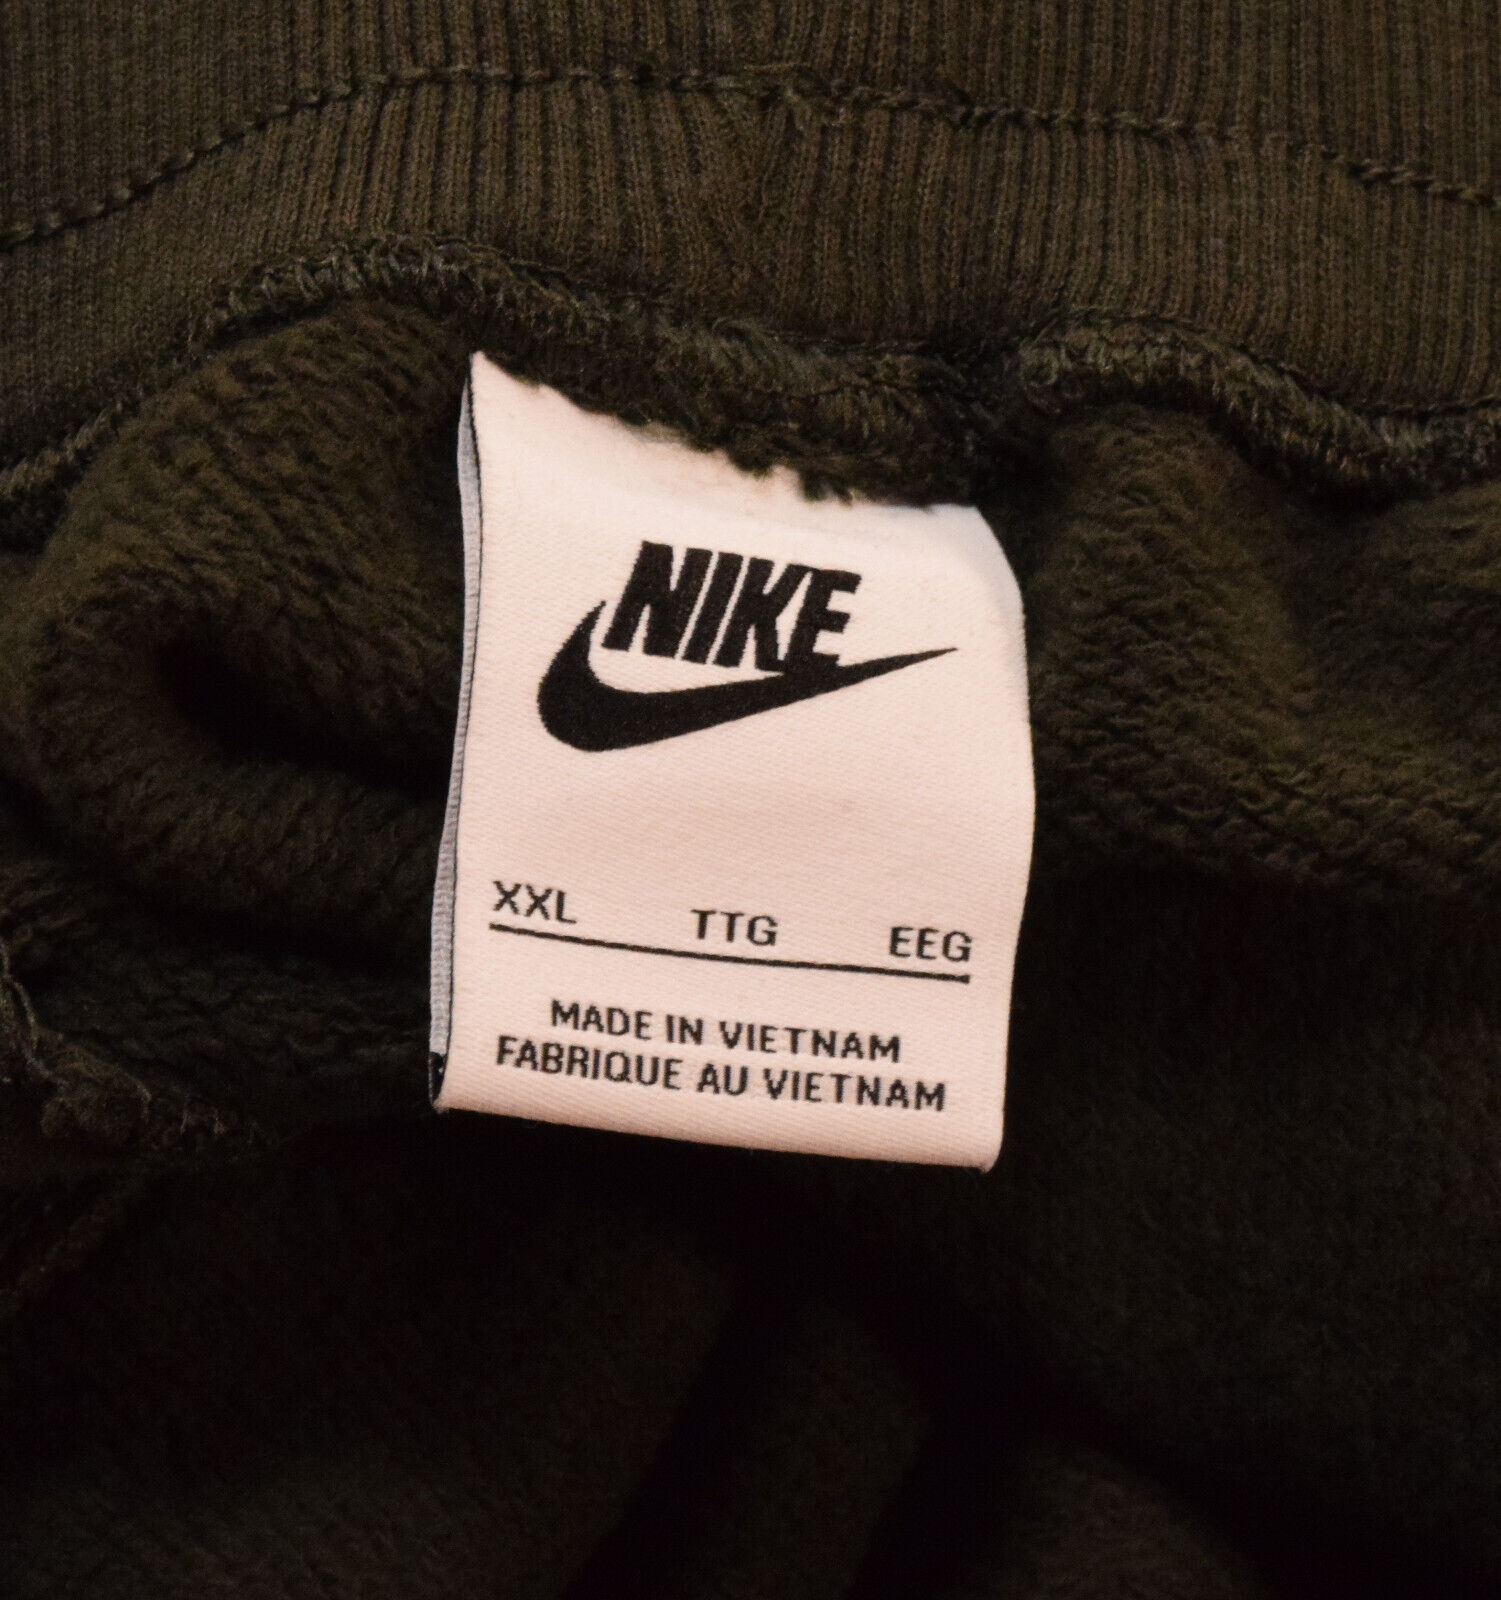 NIKE
XXL TTG EEG
MADE IN VIETNAM
FABRIQUE AU VIETNAM